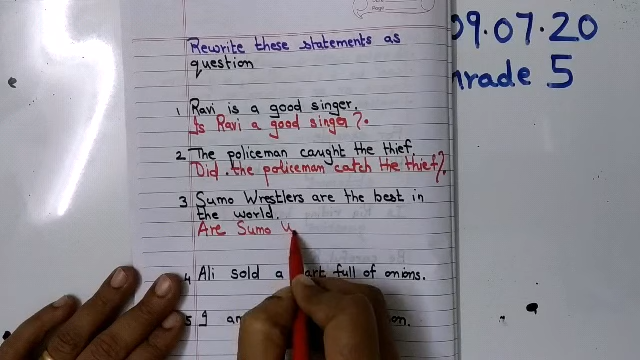 09.07.20
Grade 5
Rewrite these statements as
question
1 Ravi is a good singer.
Is Ravi a good singer?.
2 The policeman caught the thief.
Did. the policeman catch the thief?
3 Sumo Wrestlers are the best in
the world.
Are Sumo
4 Ali sold a full of onions.
5 I